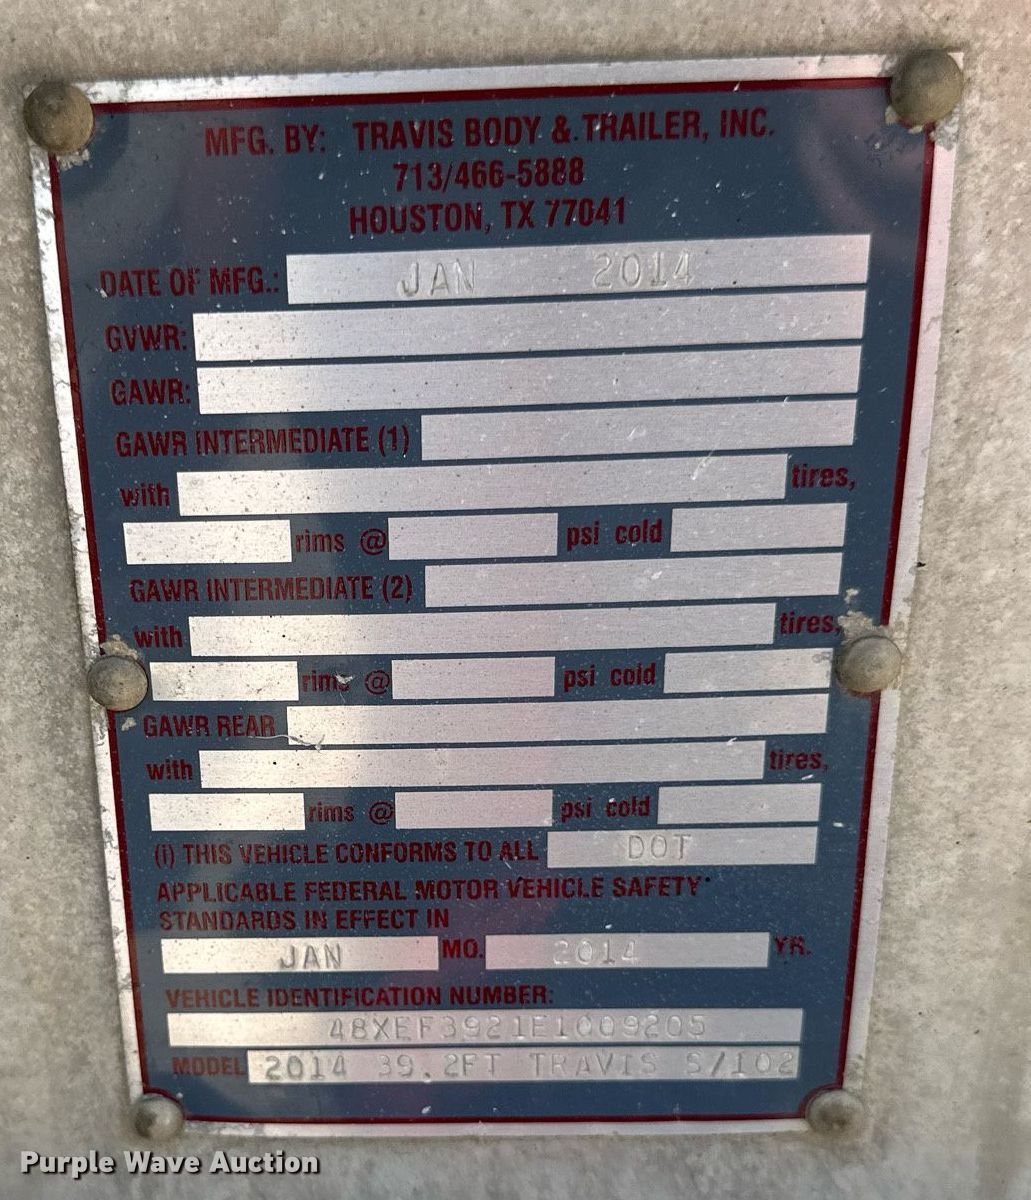 MFG. BY: TRAVIS BODY & TRAILER, INC.
713/466-5888
HOUSTON, TX 77041
DATE OF MFG.: JAN 2014
GVWR:
GAWR:
GAWR INTERMEDIATE (1)
with tires,
rims @ psi cold
GAWR INTERMEDIATE (2)
with tires,
rims @ psi cold
GAWR REAR
with tires,
rims @ psi cold
(i) THIS VEHICLE CONFORMS TO ALL DOT
APPLICABLE FEDERAL MOTOR VEHICLE SAFETY
STANDARDS IN EFFECT IN
JAN MO. 2014 YR.
VEHICLE IDENTIFICATION NUMBER:
48XEF3921E1009205
MODEL 2014 39.2FT TRAVIS S/102
Purple Wave Auction